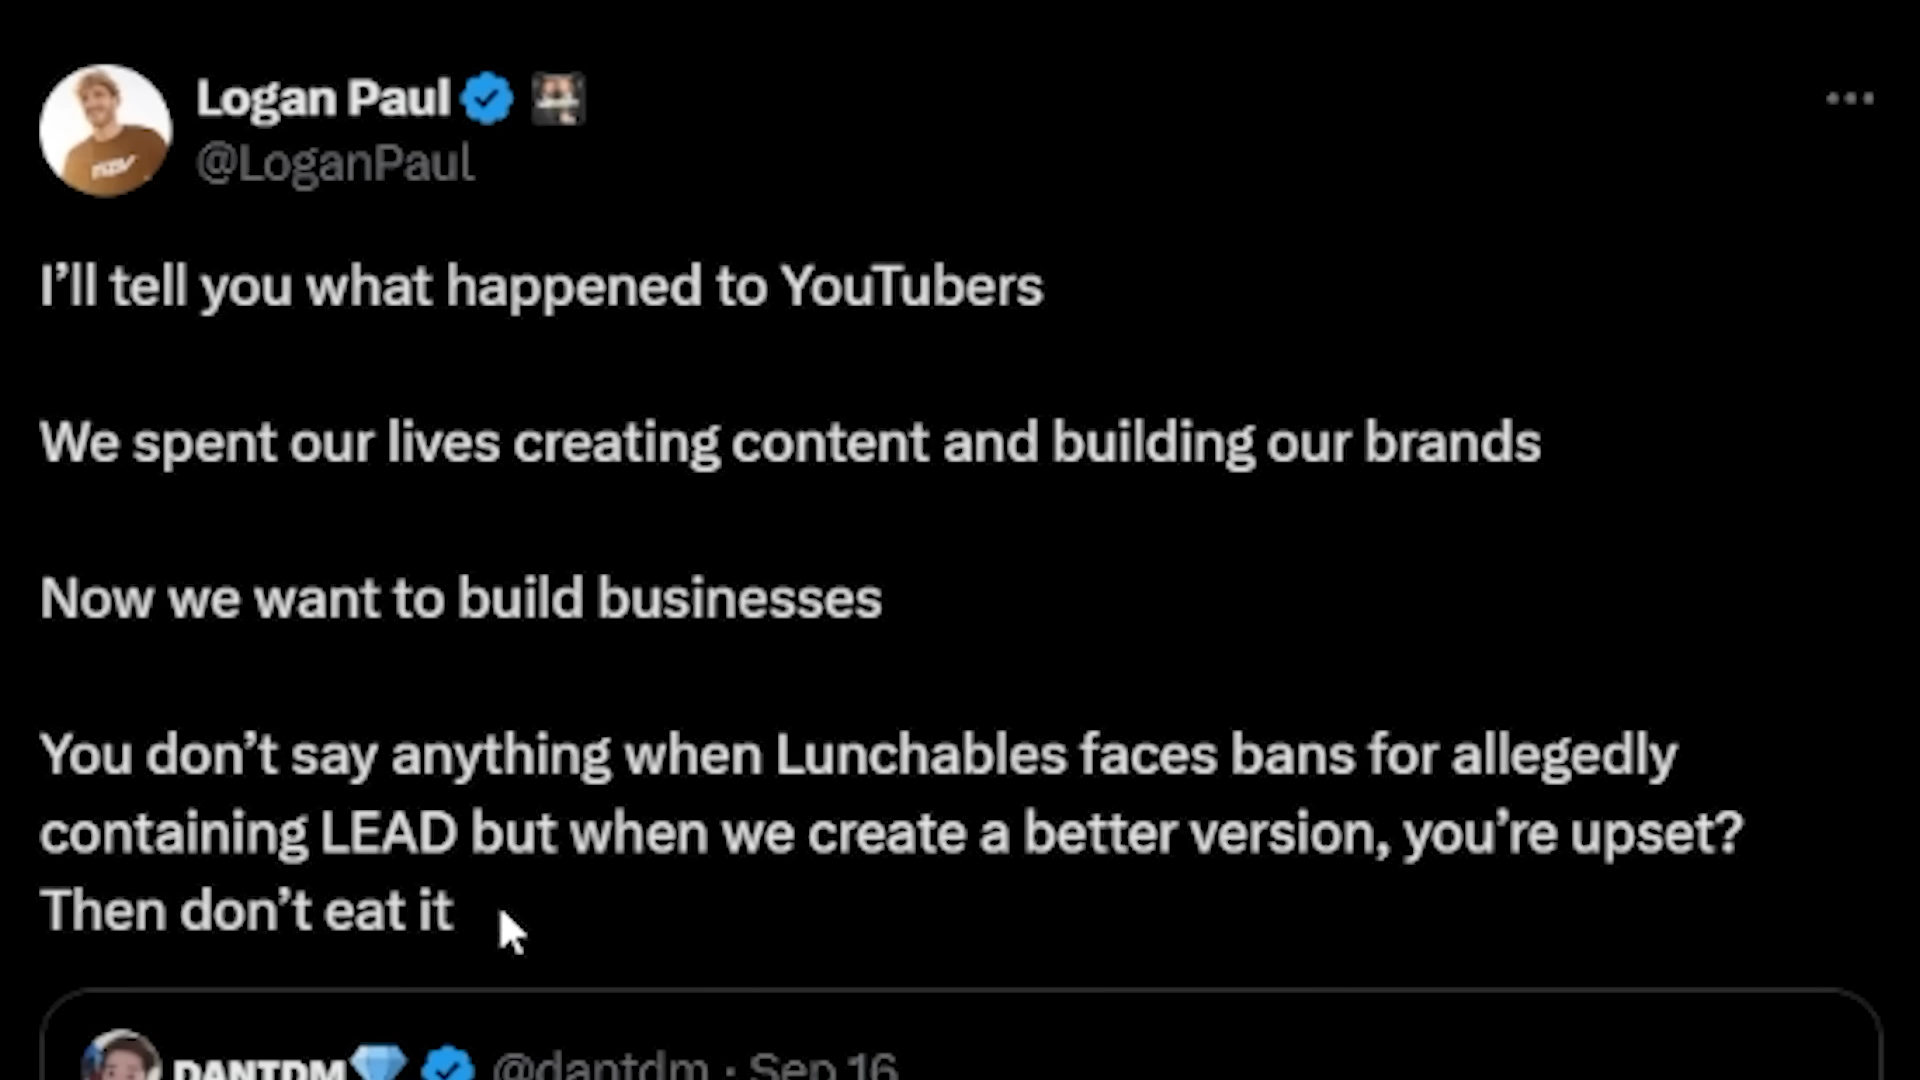 Logan Paul
@LoganPaul
I’ll tell you what happened to YouTubers
We spent our lives creating content and building our brands
Now we want to build businesses
You don’t say anything when Lunchables faces bans for allegedly
containing LEAD but when we create a better version, you’re upset?
Then don’t eat it
DANTDM @dantdm · Sep 16